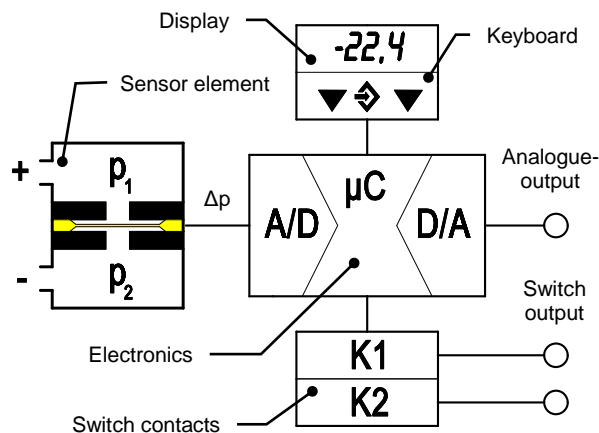 Display
-22,4
Keyboard
Sensor element
+
p1
Δp
A/D
µC
D/A
Analogue-
output
-
p2
Switch
output
Electronics
K1
K2
Switch contacts